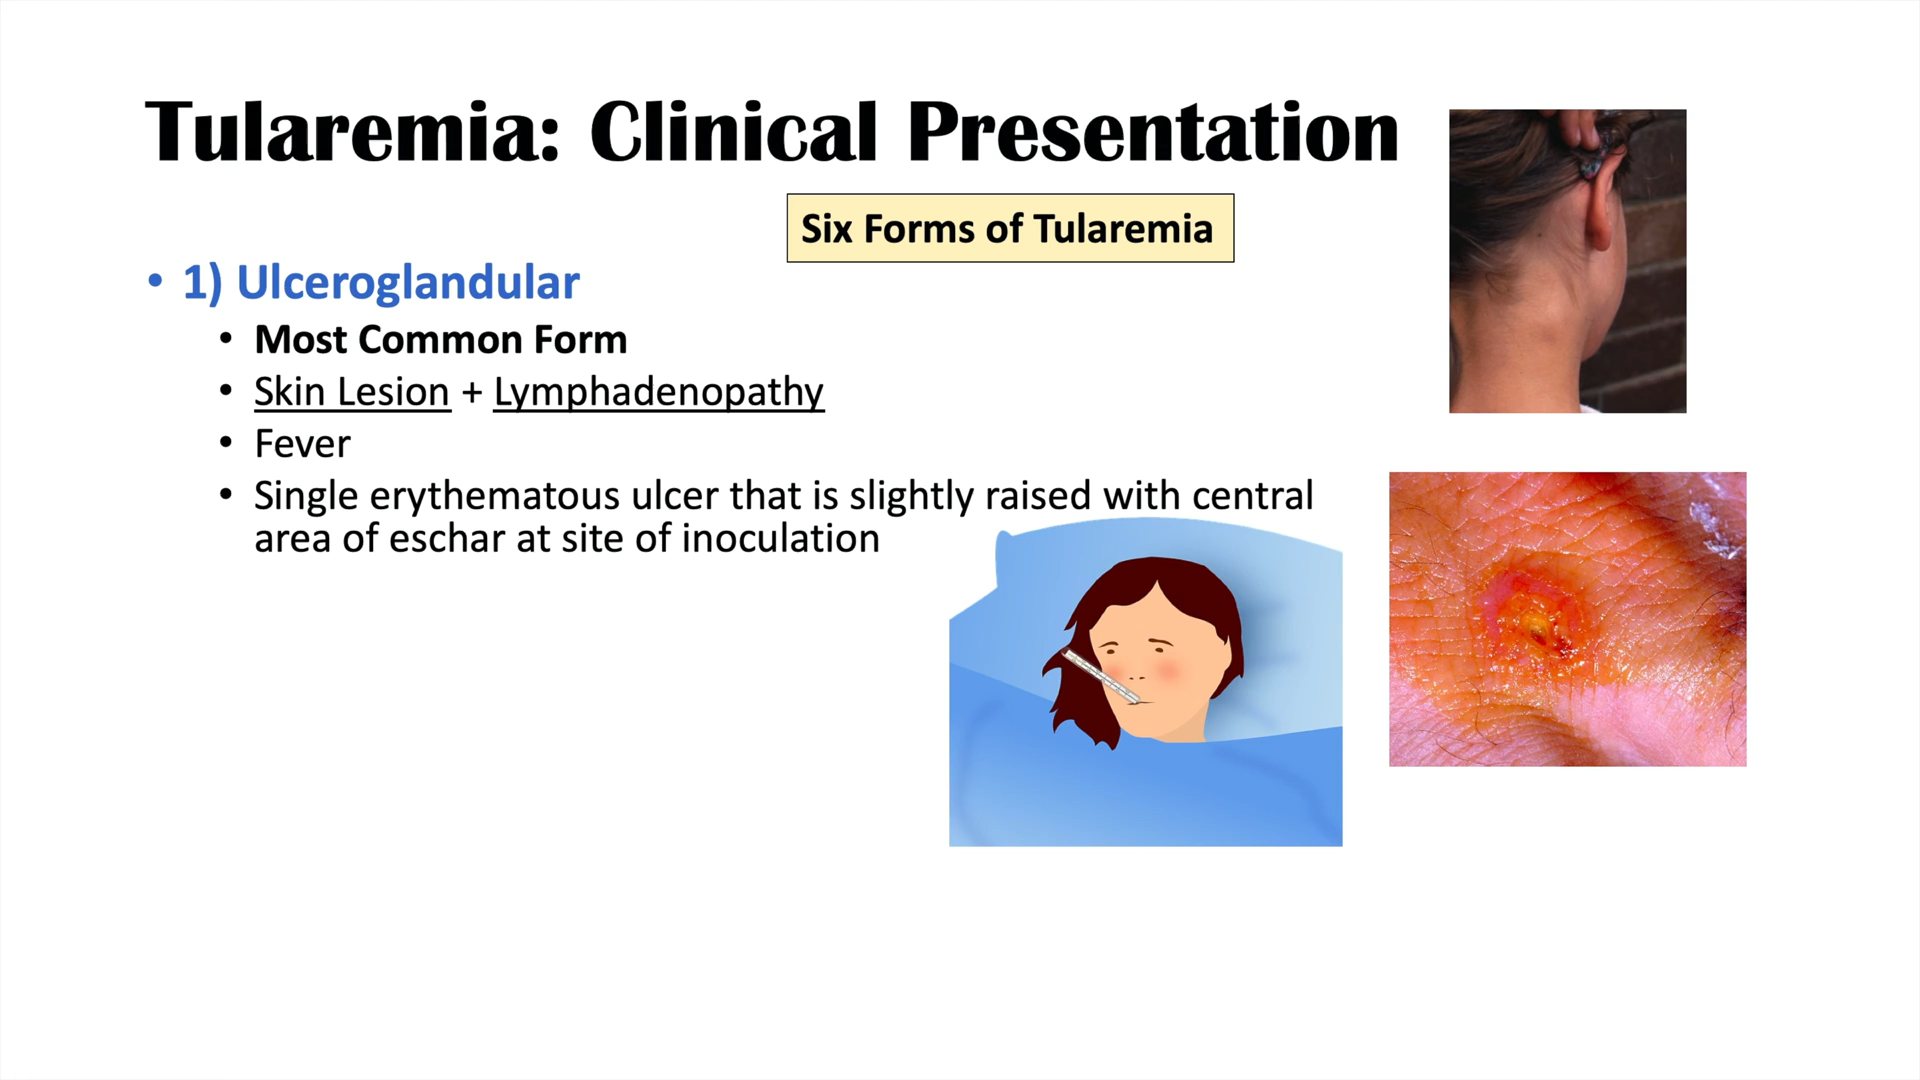 Tularemia: Clinical Presentation
Six Forms of Tularemia
• 1) Ulceroglandular
• Most Common Form
• Skin Lesion + Lymphadenopathy
• Fever
• Single erythematous ulcer that is slightly raised with central
area of eschar at site of inoculation